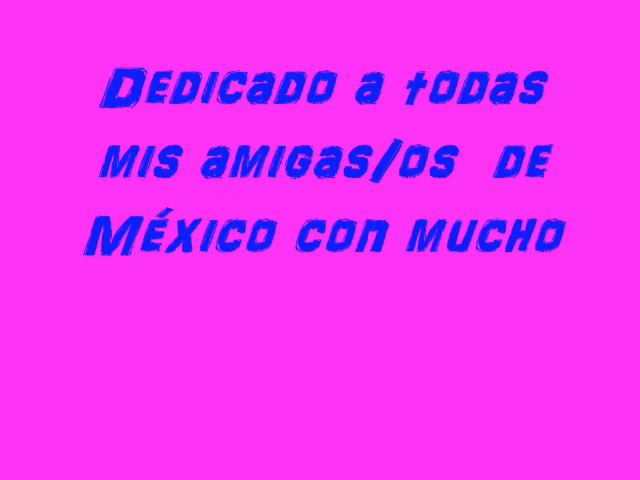 Dedicado a todas
mis amigas/os de
México con mucho